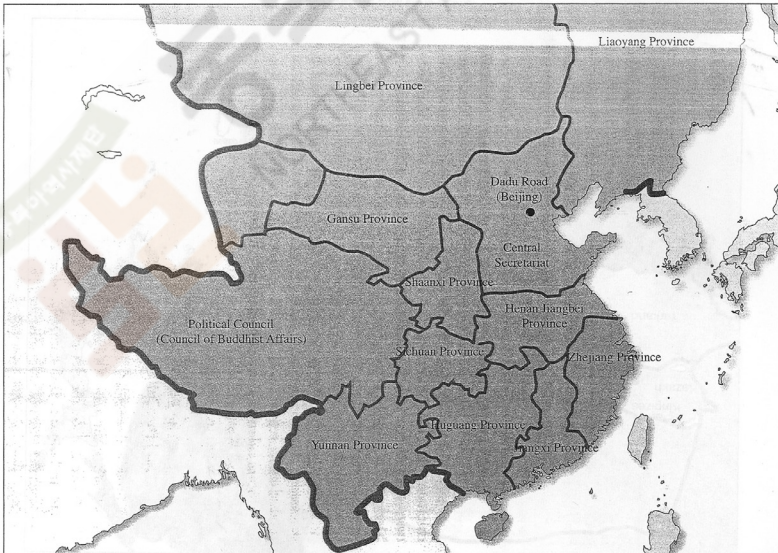 Liaoyang Province
Lingbei Province
Dadu Road
(Beijing)
Gansu Province
Central
Secretariat
Shaanxi Province
Henan Jiangbei
Province
Political Council
(Council of Buddhist Affairs)
Sichuan Province
Zhejiang Province
Huguang Province
Yunnan Province
Jiangxi Province
NORTHEAST